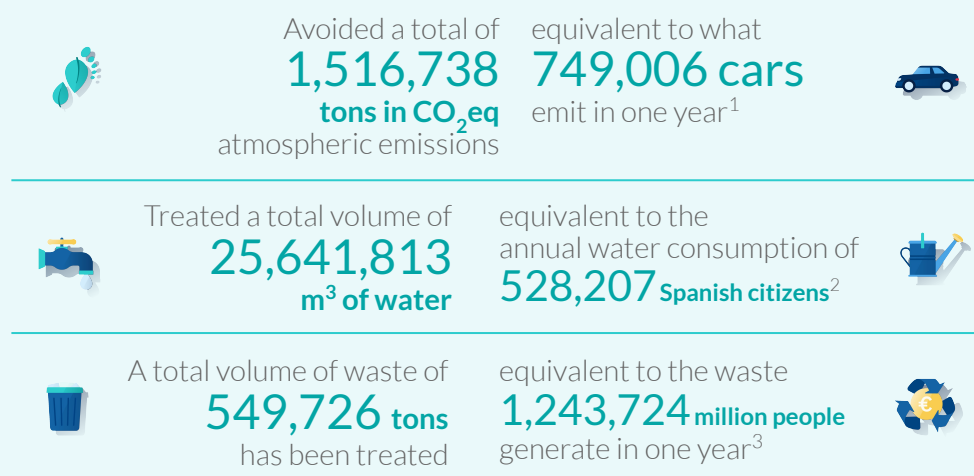 Avoided a total of
1,516,738
tons in CO₂eq
atmospheric emissions
equivalent to what
749,006 cars
emit in one year¹
Treated a total volume of
25,641,813
m³ of water
equivalent to the
annual water consumption of
528,207 Spanish citizens²
A total volume of waste of
549,726 tons
has been treated
equivalent to the waste
1,243,724 million people
generate in one year³
€